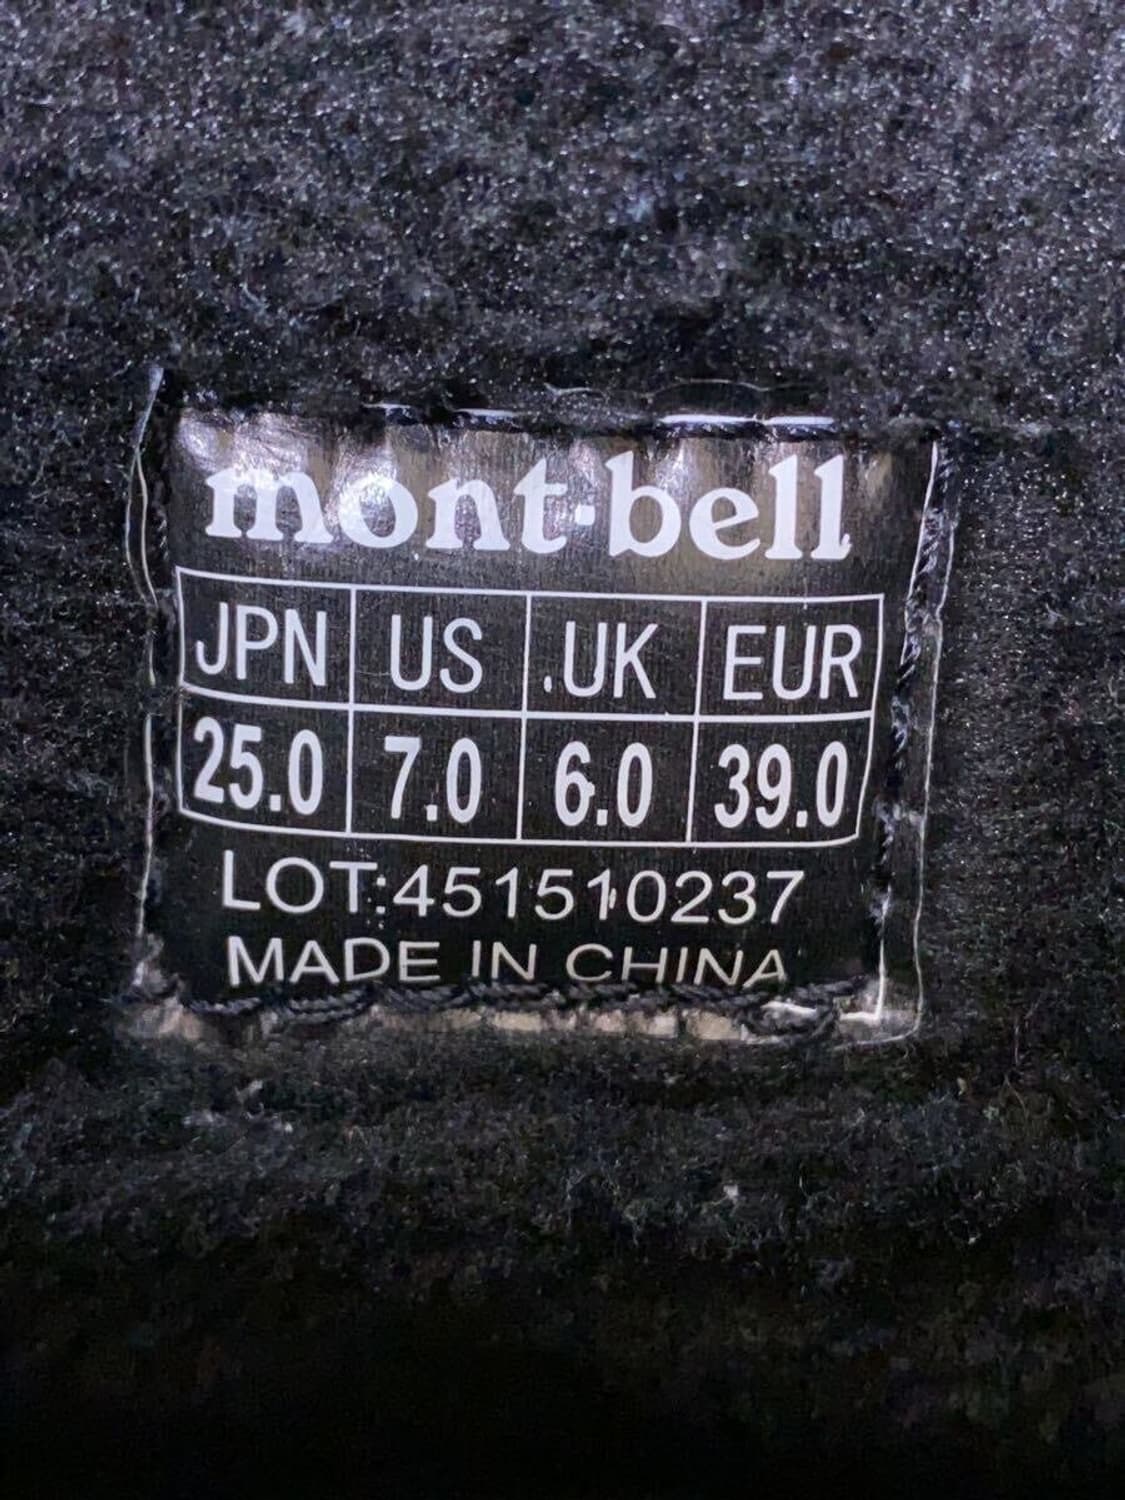 mont·bell
JPN US UK EUR
25.0 7.0 6.0 39.0
LOT:451510237
MADE IN CHINA